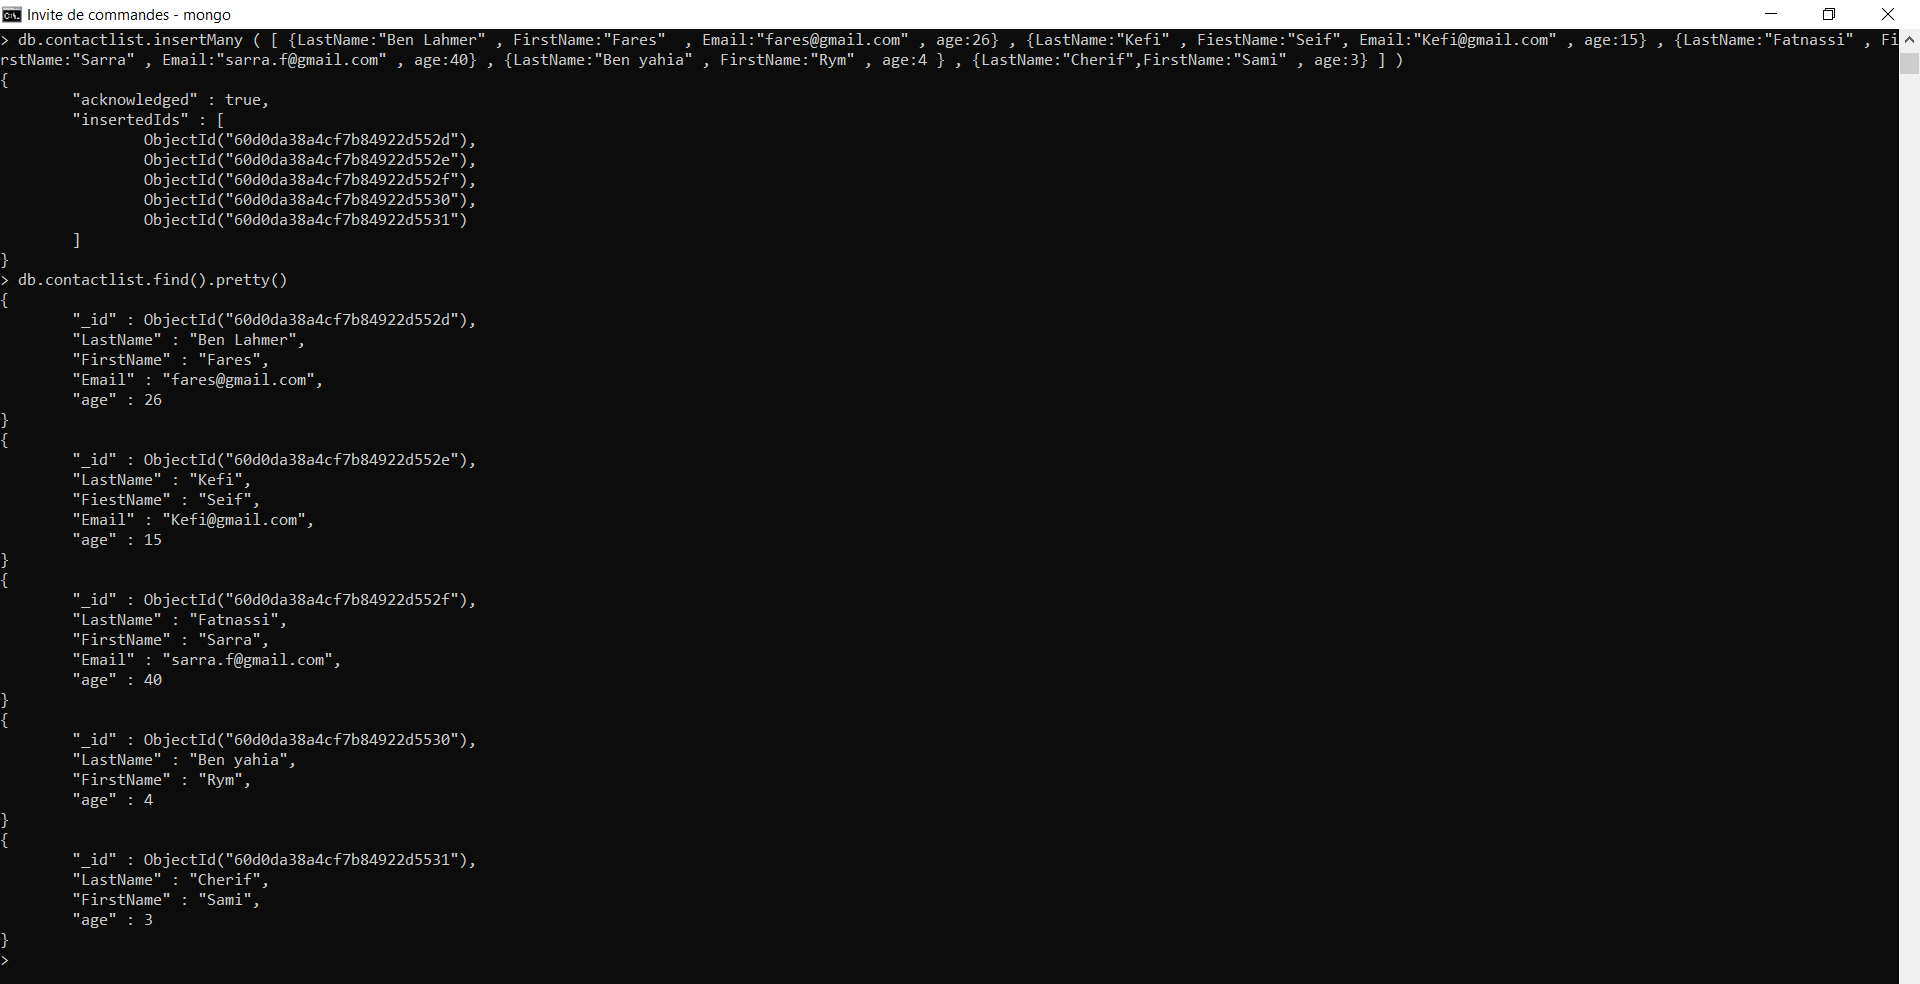 Invite de commandes - mongo
> db.contactlist.insertMany ( [ {LastName:"Ben Lahmer" , FirstName:"Fares"  , Email:"fares@gmail.com" , age:26} , {LastName:"Kefi" , FiestName:"Seif", Email:"Kefi@gmail.com" , age:15} , {LastName:"Fatnassi" , Fi
rstName:"Sarra" , Email:"sarra.f@gmail.com" , age:40} , {LastName:"Ben yahia" , FirstName:"Rym" , age:4 } , {LastName:"Cherif",FirstName:"Sami" , age:3} ] )
{
        "acknowledged" : true,
        "insertedIds" : [
                ObjectId("60d0da38a4cf7b84922d552d"),
                ObjectId("60d0da38a4cf7b84922d552e"),
                ObjectId("60d0da38a4cf7b84922d552f"),
                ObjectId("60d0da38a4cf7b84922d5530"),
                ObjectId("60d0da38a4cf7b84922d5531")
        ]
}
> db.contactlist.find().pretty()
{
        "_id" : ObjectId("60d0da38a4cf7b84922d552d"),
        "LastName" : "Ben Lahmer",
        "FirstName" : "Fares",
        "Email" : "fares@gmail.com",
        "age" : 26
}
{
        "_id" : ObjectId("60d0da38a4cf7b84922d552e"),
        "LastName" : "Kefi",
        "FiestName" : "Seif",
        "Email" : "Kefi@gmail.com",
        "age" : 15
}
{
        "_id" : ObjectId("60d0da38a4cf7b84922d552f"),
        "LastName" : "Fatnassi",
        "FirstName" : "Sarra",
        "Email" : "sarra.f@gmail.com",
        "age" : 40
}
{
        "_id" : ObjectId("60d0da38a4cf7b84922d5530"),
        "LastName" : "Ben yahia",
        "FirstName" : "Rym",
        "age" : 4
}
{
        "_id" : ObjectId("60d0da38a4cf7b84922d5531"),
        "LastName" : "Cherif",
        "FirstName" : "Sami",
        "age" : 3
}
>